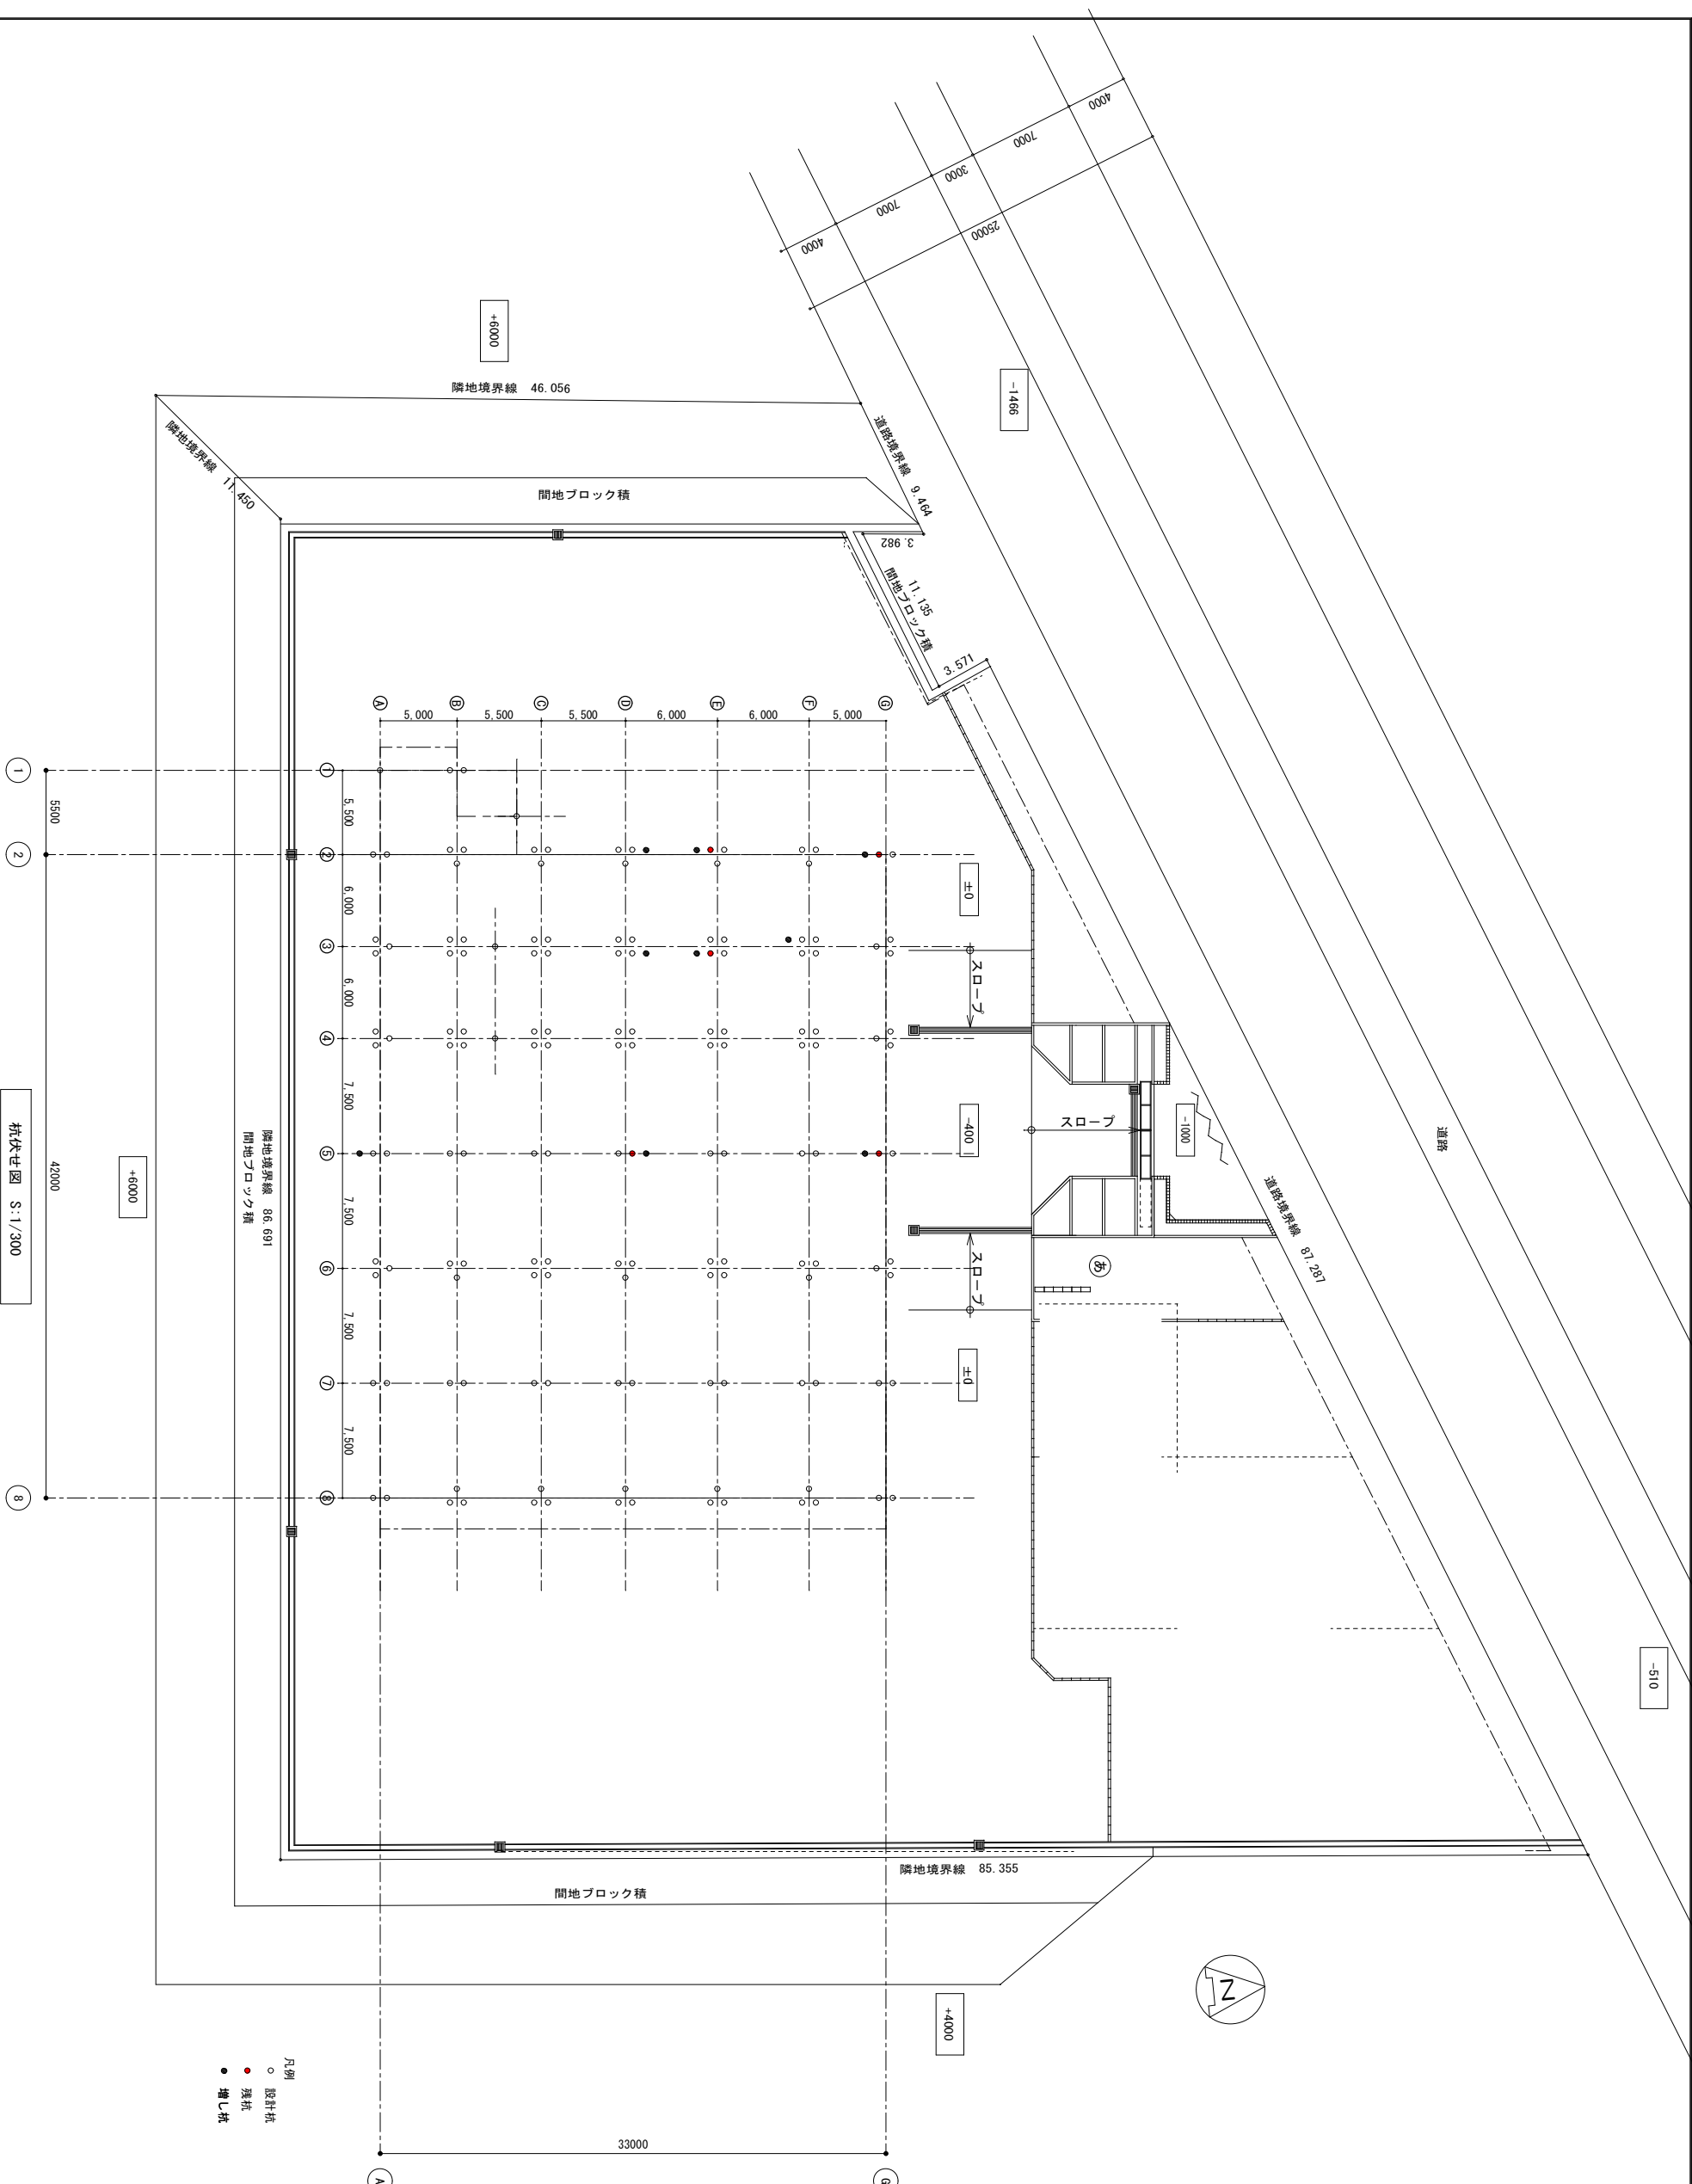 4000
7000
3000
7000
4000
25000
+6000
-1466
隣地境界線 46.056
隣地境界線 11.450
道路境界線 9.464
間地ブロック積
3.982
11.135
間地ブロック積
3.571
A
B
C
D
E
F
G
5,000
5,500
5,500
6,000
6,000
5,000
1
2
3
4
5
6
7
8
5,500
6,000
6,000
7,500
7,500
7,500
7,500
1
5500
2
42000
8
±0
スロープ
-400
スロープ
-1000
スロープ
±0
あ
道路
道路境界線 87.287
-510
隣地境界線 86.691
間地ブロック積
+6000
杭伏せ図 S:1/300
隣地境界線 85.355
間地ブロック積
+4000
N
凡例
設計杭
残杭
増し杭
33000
A
G